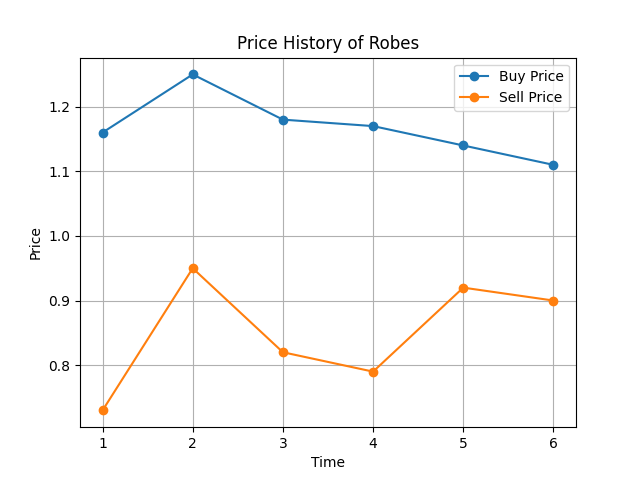 Price History of Robes
Buy Price
Sell Price
Price
1.2
1.1
1.0
0.9
0.8
1 2 3 4 5 6
Time